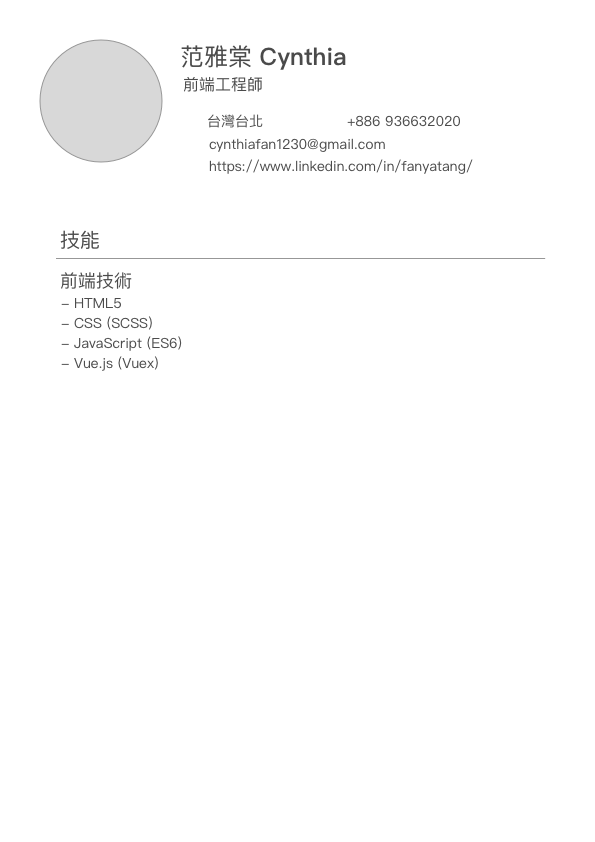 范雅棠 Cynthia
前端工程師
台灣台北 +886 936632020
cynthiafan1230@gmail.com
https://www.linkedin.com/in/fanyatang/
技能
前端技術
– HTML5
– CSS (SCSS)
– JavaScript (ES6)
– Vue.js (Vuex)